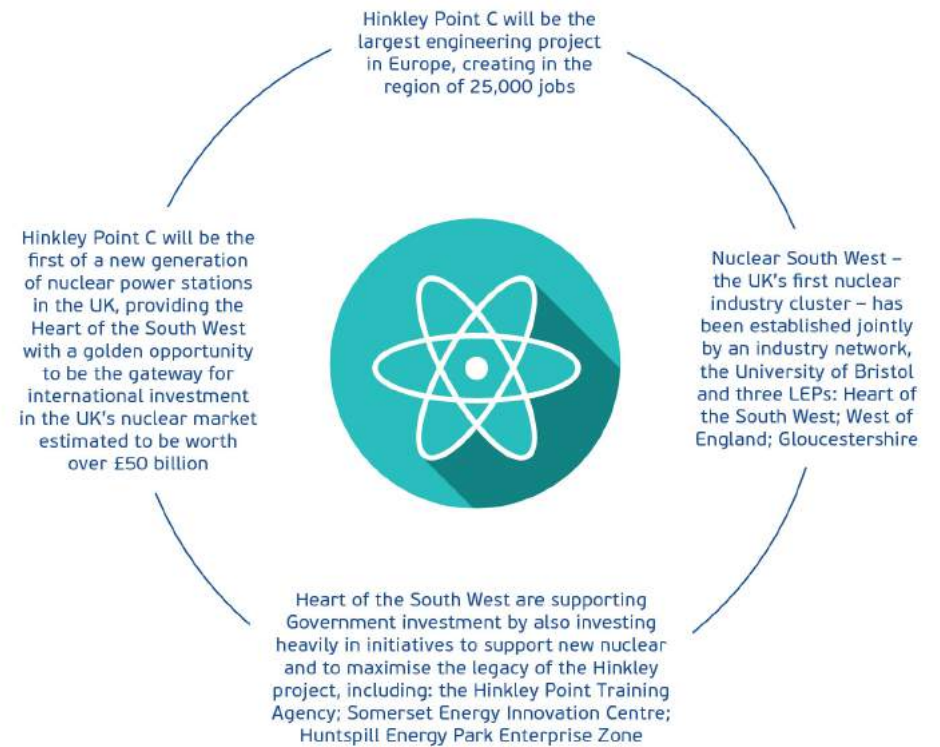 Hinkley Point C will be the
largest engineering project
in Europe, creating in the
region of 25,000 jobs
Nuclear South West –
the UK's first nuclear
industry cluster – has
been established jointly
by an industry network,
the University of Bristol
and three LEPs: Heart of
the South West; West of
England; Gloucestershire
Heart of the South West are supporting
Government investment by also investing
heavily in initiatives to support new nuclear
and to maximise the legacy of the Hinkley
project, including: the Hinkley Point Training
Agency; Somerset Energy Innovation Centre;
Huntspill Energy Park Enterprise Zone
Hinkley Point C will be the
first of a new generation
of nuclear power stations
in the UK, providing the
Heart of the South West
with a golden opportunity
to be the gateway for
international investment
in the UK's nuclear market
estimated to be worth
over £50 billion